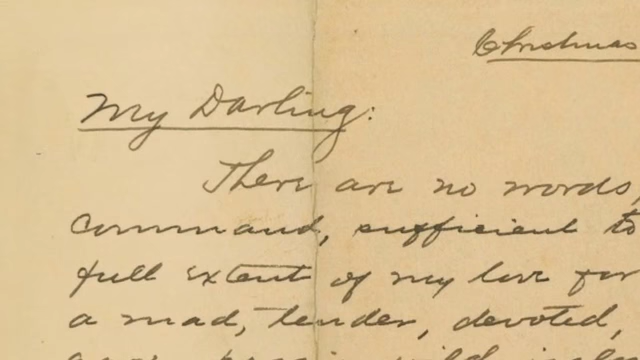 Christmas
My Darling:
There are no words,
command, sufficient to
full extent of my love for
a mad, tender, devoted,